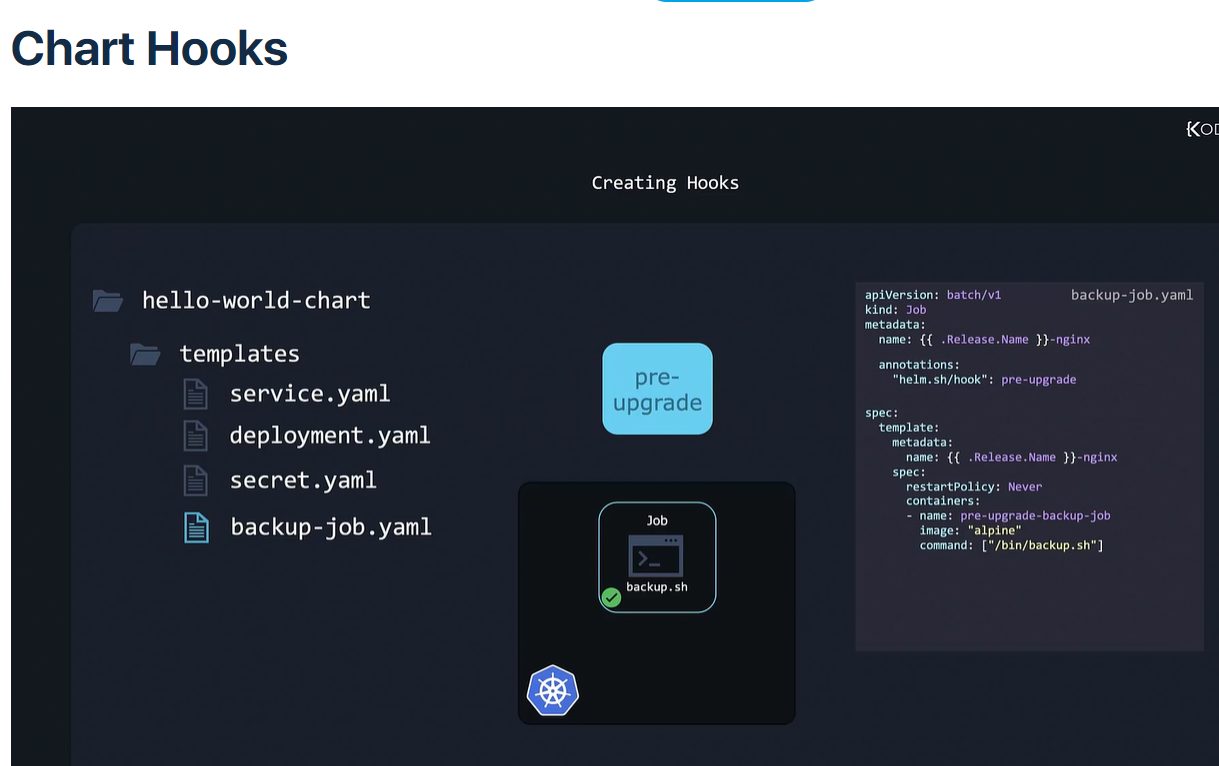 Chart Hooks
Creating Hooks
hello-world-chart
templates
service.yaml
deployment.yaml
secret.yaml
backup-job.yaml
pre-
upgrade
Job
>_
backup.sh
backup-job.yaml
apiVersion: batch/v1
kind: Job
metadata:
  name: {{ .Release.Name }}-nginx
  annotations:
    "helm.sh/hook": pre-upgrade
spec:
  template:
    metadata:
      name: {{ .Release.Name }}-nginx
    spec:
      restartPolicy: Never
      containers:
      - name: pre-upgrade-backup-job
        image: "alpine"
        command: ["/bin/backup.sh"]